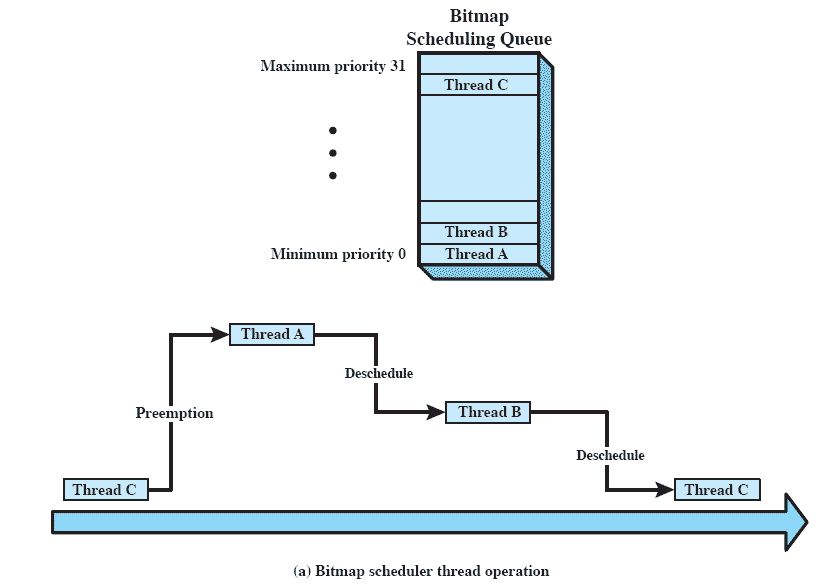 Bitmap
Scheduling Queue
Maximum priority 31
Thread C
Thread B
Minimum priority 0
Thread A
Thread A
Deschedule
Preemption
Thread B
Deschedule
Thread C
Thread C
(a) Bitmap scheduler thread operation